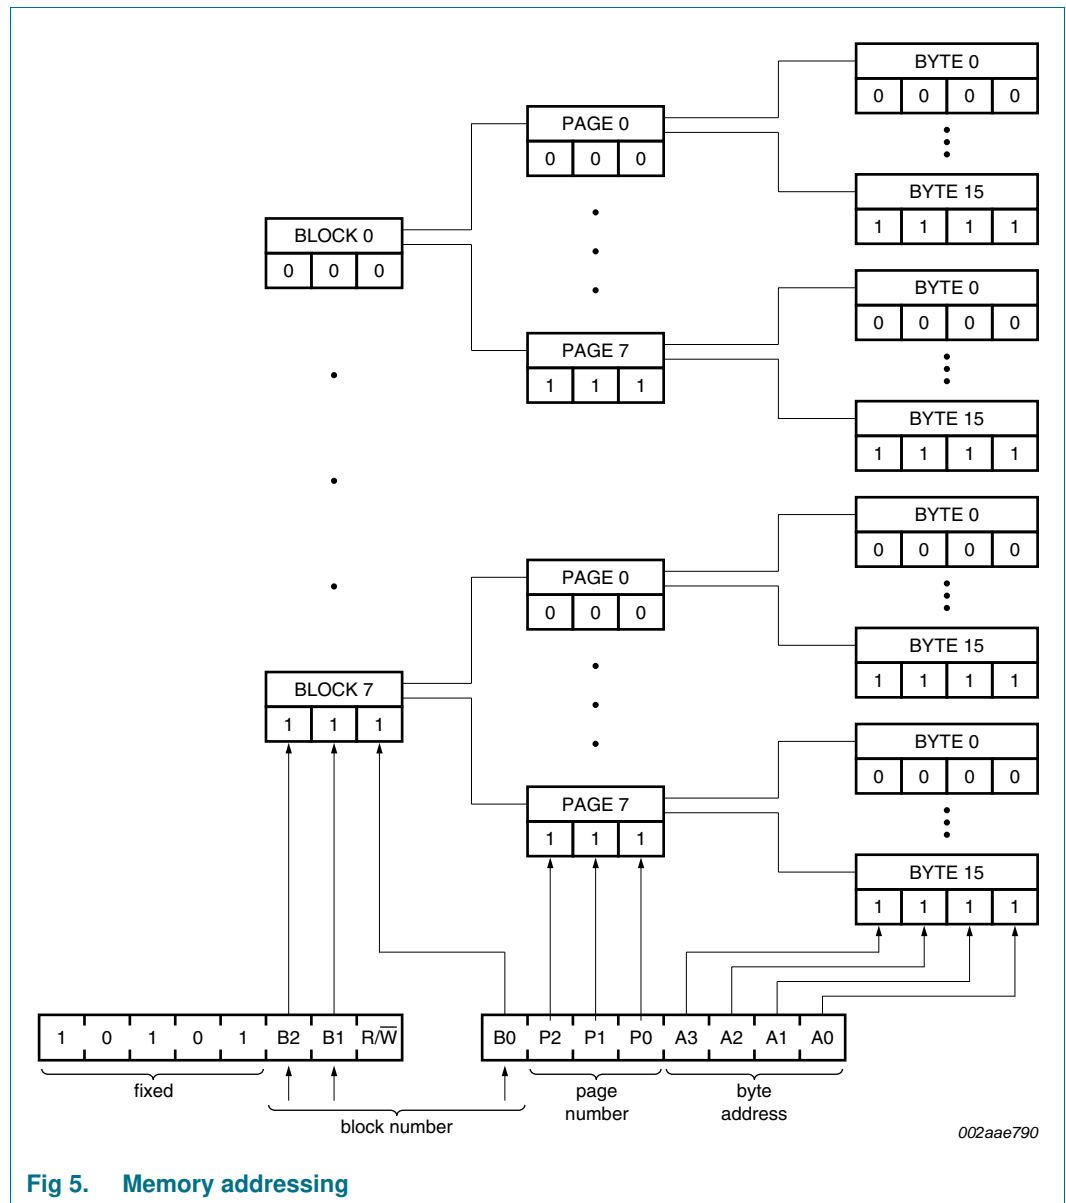 BYTE 0
0 0 0 0
PAGE 0
0 0 0
BYTE 15
1 1 1 1
BLOCK 0
0 0 0
BYTE 0
0 0 0 0
PAGE 7
1 1 1
BYTE 15
1 1 1 1
BYTE 0
0 0 0 0
PAGE 0
0 0 0
BYTE 15
1 1 1 1
BLOCK 7
1 1 1
BYTE 0
0 0 0 0
PAGE 7
1 1 1
BYTE 15
1 1 1 1
1 0 1 0 1 B2 B1 R/W̅
B0 P2 P1 P0 A3 A2 A1 A0
fixed
block number
page
number
byte
address
002aae790
Fig 5. Memory addressing